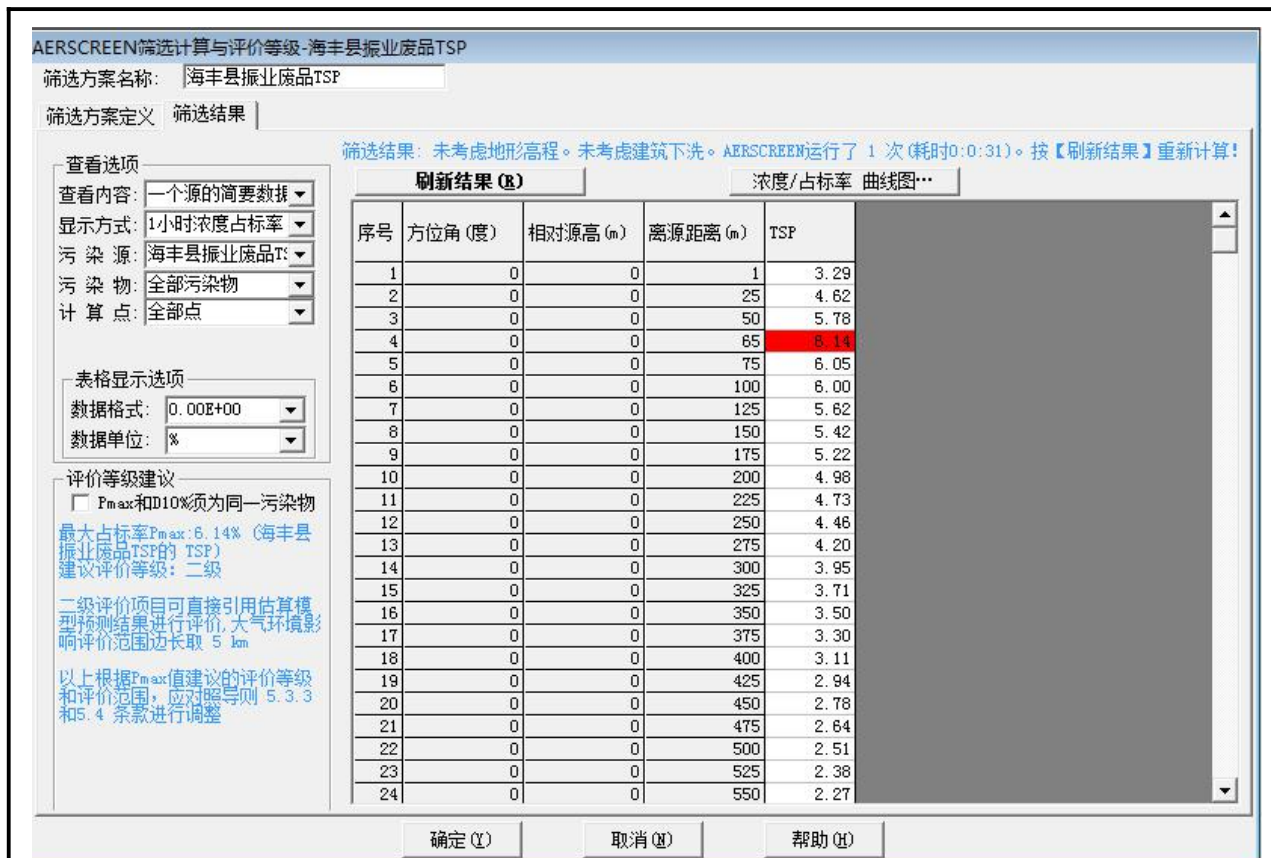 AERSCREEN筛选计算与评价等级-海丰县振业废品TSP
筛选方案名称: 海丰县振业废品TSP
筛选方案定义 筛选结果
筛选结果: 未考虑地形高程。未考虑建筑下洗。AERSCREEN运行了 1 次(耗时0:0:31)。按【刷新结果】重新计算!
查看选项
查看内容: 一个源的简要数据
显示方式: 1小时浓度占标率
污 染 源: 海丰县振业废品TS
污 染 物: 全部污染物
计 算 点: 全部点
表格显示选项
数据格式: 0.00E+00
数据单位: %
评价等级建议
Pmax和D10%须为同一污染物
最大占标率Pmax:6.14% (海丰县
振业废品TSP的 TSP)
建议评价等级: 二级
二级评价项目可直接引用估算模
型预测结果进行评价,大气环境影
响评价范围边长取 5 km
以上根据Pmax值建议的评价等级
和评价范围,应对照导则 5.3.3
和5.4 条款进行调整
刷新结果(R) 浓度/占标率 曲线图…
序号 方位角(度) 相对源高(m) 离源距离(m) TSP
1 0 0 1 3.29
2 0 0 25 4.62
3 0 0 50 5.78
4 0 0 65 6.14
5 0 0 75 6.05
6 0 0 100 6.00
7 0 0 125 5.62
8 0 0 150 5.42
9 0 0 175 5.22
10 0 0 200 4.98
11 0 0 225 4.73
12 0 0 250 4.46
13 0 0 275 4.20
14 0 0 300 3.95
15 0 0 325 3.71
16 0 0 350 3.50
17 0 0 375 3.30
18 0 0 400 3.11
19 0 0 425 2.94
20 0 0 450 2.78
21 0 0 475 2.64
22 0 0 500 2.51
23 0 0 525 2.38
24 0 0 550 2.27
确定(Y) 取消(N) 帮助(H)